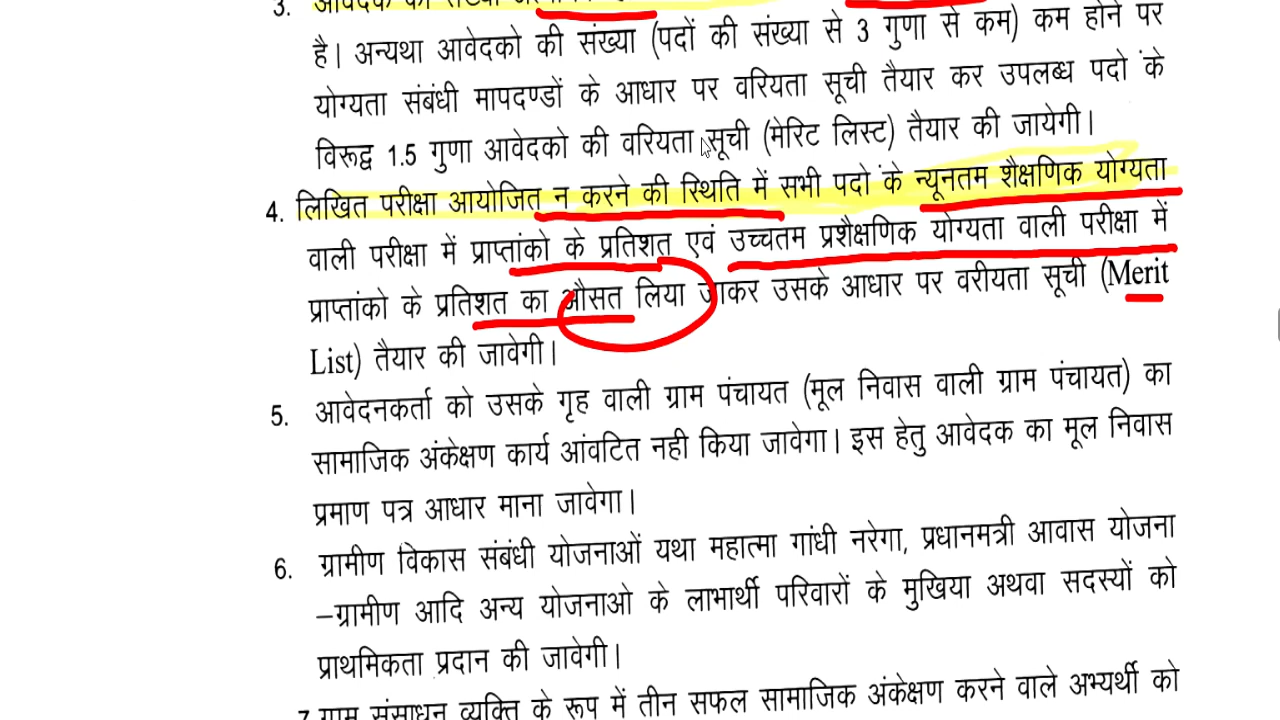 3. आवेदक की संख्या
है। अन्यथा आवेदको की संख्या (पदों की संख्या से 3 गुणा से कम) कम होने पर
योग्यता संबंधी मापदण्डों के आधार पर वरियता सूची तैयार कर उपलब्ध पदो के
विरूद्व 1.5 गुणा आवेदको की वरियता सूची (मेरिट लिस्ट) तैयार की जायेगी।
4. लिखित परीक्षा आयोजित न करने की स्थिति में सभी पदो के न्यूनतम शैक्षणिक योग्यता
वाली परीक्षा में प्राप्तांको के प्रतिशत एवं उच्चतम प्रशैक्षणिक योग्यता वाली परीक्षा में
प्राप्तांको के प्रतिशत का औसत लिया जाकर उसके आधार पर वरीयता सूची (Merit
List) तैयार की जावेगी।
5. आवेदनकर्ता को उसके गृह वाली ग्राम पंचायत (मूल निवास वाली ग्राम पंचायत) का
सामाजिक अंकेक्षण कार्य आंवटित नही किया जावेगा। इस हेतु आवेदक का मूल निवास
प्रमाण पत्र आधार माना जावेगा।
6. ग्रामीण विकास संबंधी योजनाओं यथा महात्मा गांधी नरेगा, प्रधानमत्री आवास योजना
–ग्रामीण आदि अन्य योजनाओ के लाभार्थी परिवारों के मुखिया अथवा सदस्यों को
प्राथमिकता प्रदान की जावेगी।
7 ग्राम संसाधन व्यक्ति के रूप में तीन सफल सामाजिक अंकेक्षण करने वाले अभ्यर्थी को